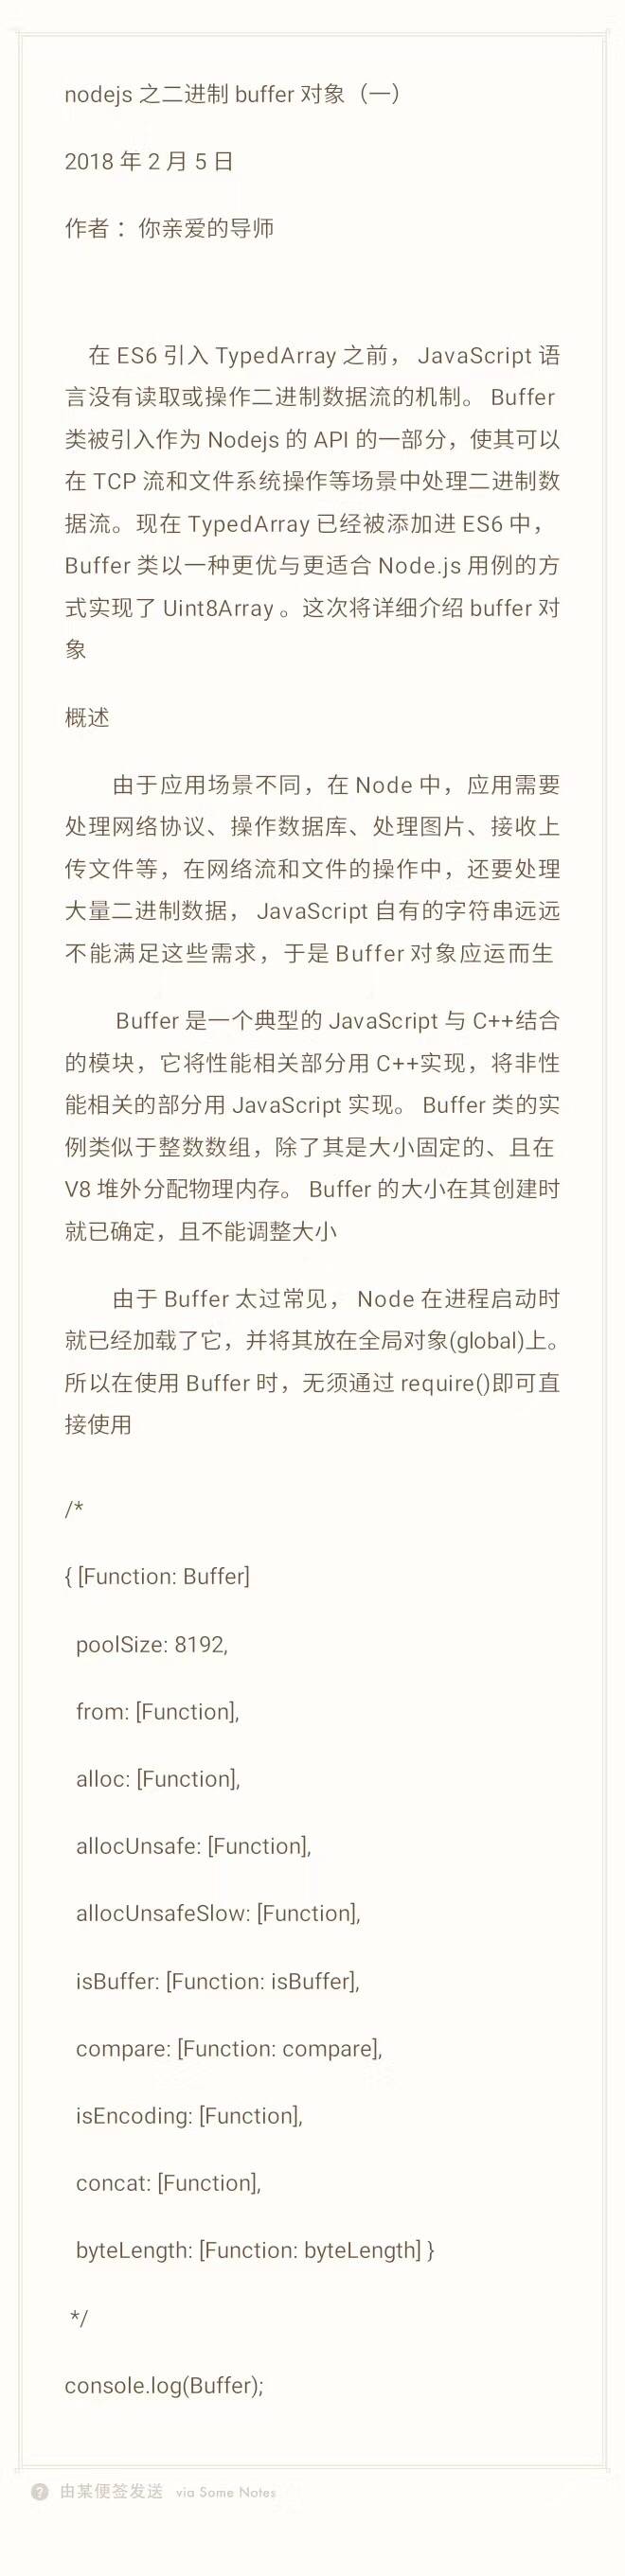 nodejs 之二进制 buffer 对象（一）
2018 年 2 月 5 日
作者： 你亲爱的导师
在 ES6 引入 TypedArray 之前， JavaScript 语
言没有读取或操作二进制数据流的机制。 Buffer
类被引入作为 Nodejs 的 API 的一部分，使其可以
在 TCP 流和文件系统操作等场景中处理二进制数
据流。现在 TypedArray 已经被添加进 ES6 中，
Buffer 类以一种更优与更适合 Node.js 用例的方
式实现了 Uint8Array 。这次将详细介绍 buffer 对
象
概述
由于应用场景不同，在 Node 中，应用需要
处理网络协议、操作数据库、处理图片、接收上
传文件等，在网络流和文件的操作中，还要处理
大量二进制数据， JavaScript 自有的字符串远远
不能满足这些需求，于是 Buffer 对象应运而生
Buffer 是一个典型的 JavaScript 与 C++结合
的模块，它将性能相关部分用 C++实现，将非性
能相关的部分用 JavaScript 实现。 Buffer 类的实
例类似于整数数组，除了其是大小固定的、且在
V8 堆外分配物理内存。 Buffer 的大小在其创建时
就已确定，且不能调整大小
由于 Buffer 太过常见， Node 在进程启动时
就已经加载了它，并将其放在全局对象(global)上。
所以在使用 Buffer 时，无须通过 require()即可直
接使用
/*
{ [Function: Buffer]
poolSize: 8192,
from: [Function],
alloc: [Function],
allocUnsafe: [Function],
allocUnsafeSlow: [Function],
isBuffer: [Function: isBuffer],
compare: [Function: compare],
isEncoding: [Function],
concat: [Function],
byteLength: [Function: byteLength] }
*/
console.log(Buffer);
? 由某便签发送 via Some Notes